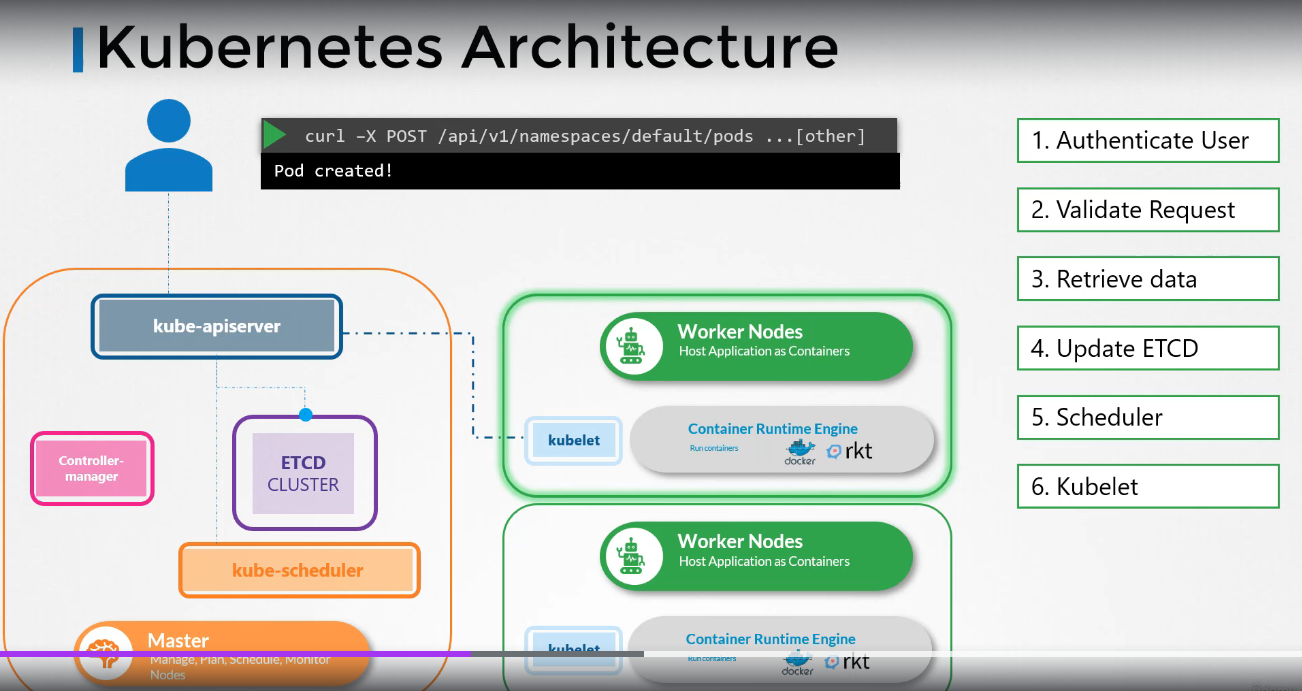 Kubernetes Architecture
curl –X POST /api/v1/namespaces/default/pods ...[other]
Pod created!
1. Authenticate User
2. Validate Request
3. Retrieve data
4. Update ETCD
5. Scheduler
6. Kubelet
kube-apiserver
Controller-
manager
ETCD
CLUSTER
kube-scheduler
Master
Manage, Plan, Schedule, Monitor
Nodes
Worker Nodes
Host Application as Containers
kubelet
Container Runtime Engine
Run containers
docker
rkt
Worker Nodes
Host Application as Containers
kubelet
Container Runtime Engine
Run containers
docker
rkt